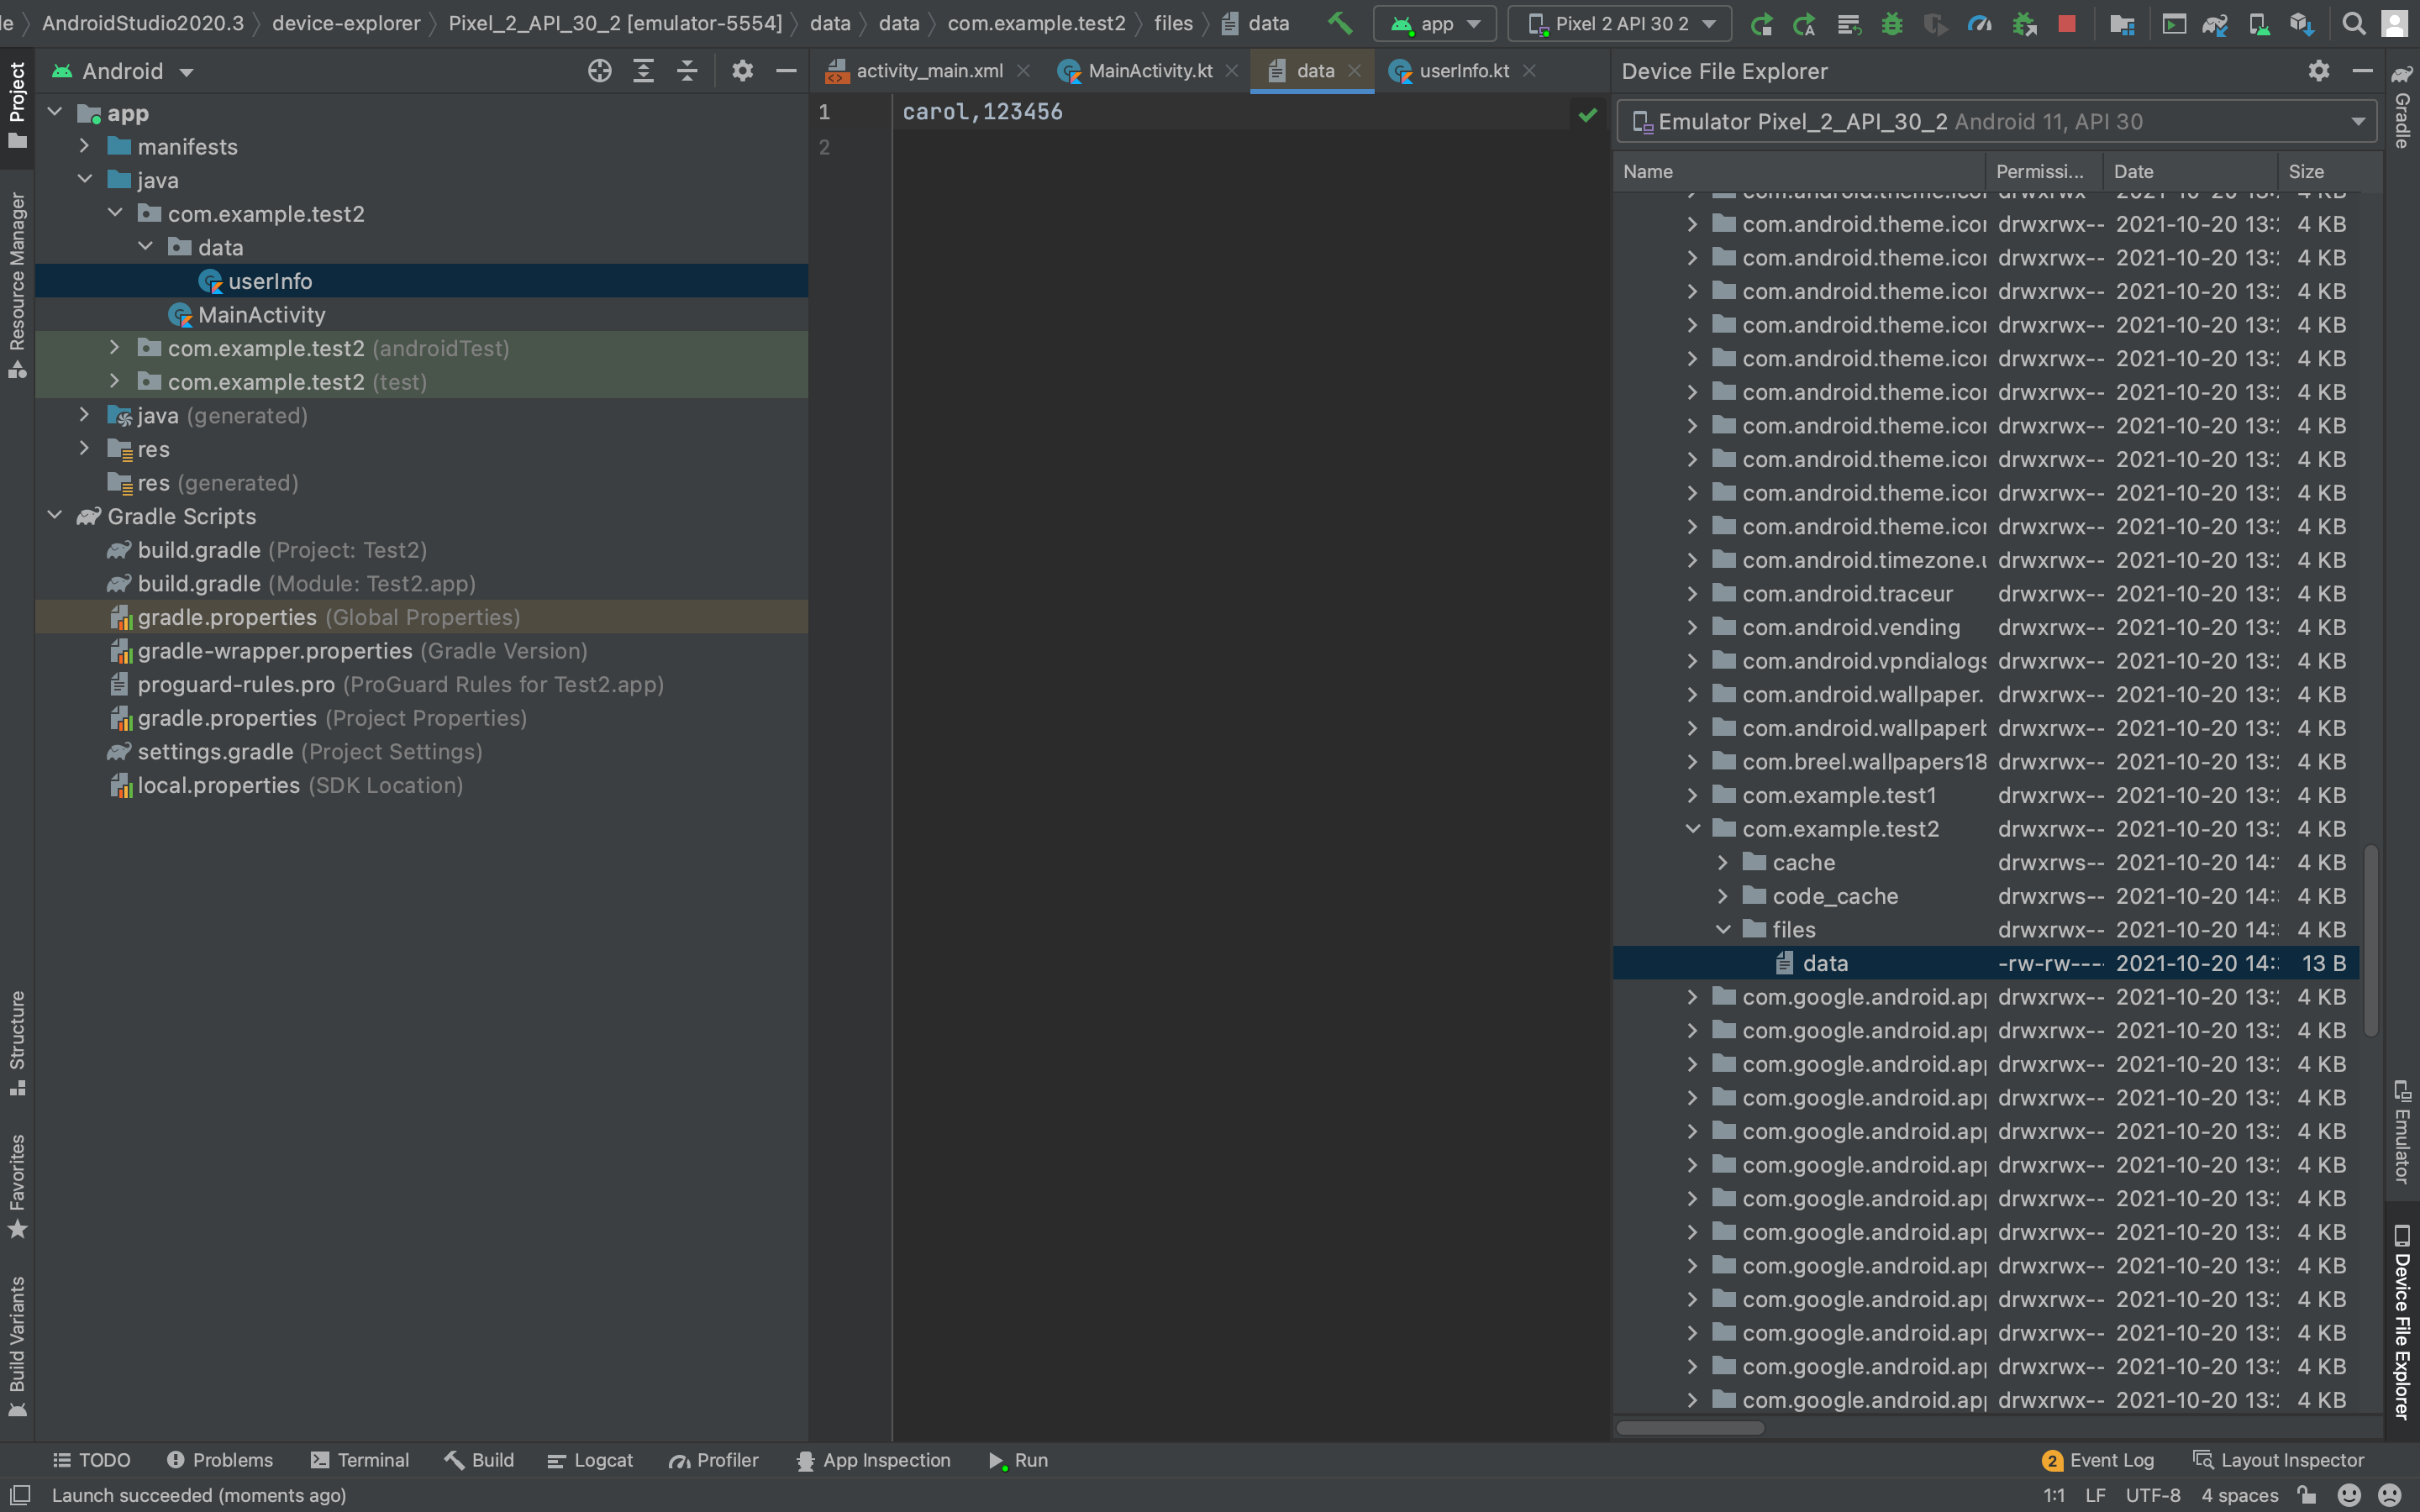 le AndroidStudio2020.3 device-explorer Pixel_2_API_30_2 [emulator-5554] data data com.example.test2 files data app Pixel 2 API 30 2
Android activity_main.xml MainActivity.kt data userInfo.kt Device File Explorer
Project
Resource Manager
Structure
Favorites
Build Variants
app
manifests
java
com.example.test2
data
userInfo
MainActivity
com.example.test2 (androidTest)
com.example.test2 (test)
java (generated)
res
res (generated)
Gradle Scripts
build.gradle (Project: Test2)
build.gradle (Module: Test2.app)
gradle.properties (Global Properties)
gradle-wrapper.properties (Gradle Version)
proguard-rules.pro (ProGuard Rules for Test2.app)
gradle.properties (Project Properties)
settings.gradle (Project Settings)
local.properties (SDK Location)
1 carol,123456
2
Emulator Pixel_2_API_30_2 Android 11, API 30
Name Permissi... Date Size
com.android.theme.icor drwxrwx-- 2021-10-20 13: 4 KB
com.android.theme.icor drwxrwx-- 2021-10-20 13: 4 KB
com.android.theme.icor drwxrwx-- 2021-10-20 13: 4 KB
com.android.theme.icor drwxrwx-- 2021-10-20 13: 4 KB
com.android.theme.icor drwxrwx-- 2021-10-20 13: 4 KB
com.android.theme.icor drwxrwx-- 2021-10-20 13: 4 KB
com.android.theme.icor drwxrwx-- 2021-10-20 13: 4 KB
com.android.theme.icor drwxrwx-- 2021-10-20 13: 4 KB
com.android.theme.icor drwxrwx-- 2021-10-20 13: 4 KB
com.android.theme.icor drwxrwx-- 2021-10-20 13: 4 KB
com.android.timezone.u drwxrwx-- 2021-10-20 13: 4 KB
com.android.traceur drwxrwx-- 2021-10-20 13: 4 KB
com.android.vending drwxrwx-- 2021-10-20 13: 4 KB
com.android.vpndialogs drwxrwx-- 2021-10-20 13: 4 KB
com.android.wallpaper. drwxrwx-- 2021-10-20 13: 4 KB
com.android.wallpaperb drwxrwx-- 2021-10-20 13: 4 KB
com.breel.wallpapers18 drwxrwx-- 2021-10-20 13: 4 KB
com.example.test1 drwxrwx-- 2021-10-20 13: 4 KB
com.example.test2 drwxrwx-- 2021-10-20 13: 4 KB
cache drwxrws-- 2021-10-20 14: 4 KB
code_cache drwxrws-- 2021-10-20 14: 4 KB
files drwxrwx-- 2021-10-20 14: 4 KB
data -rw-rw---- 2021-10-20 14: 13 B
com.google.android.app drwxrwx-- 2021-10-20 13: 4 KB
com.google.android.app drwxrwx-- 2021-10-20 13: 4 KB
com.google.android.app drwxrwx-- 2021-10-20 13: 4 KB
com.google.android.app drwxrwx-- 2021-10-20 13: 4 KB
com.google.android.app drwxrwx-- 2021-10-20 13: 4 KB
com.google.android.app drwxrwx-- 2021-10-20 13: 4 KB
com.google.android.app drwxrwx-- 2021-10-20 13: 4 KB
com.google.android.app drwxrwx-- 2021-10-20 13: 4 KB
com.google.android.app drwxrwx-- 2021-10-20 13: 4 KB
com.google.android.app drwxrwx-- 2021-10-20 13: 4 KB
com.google.android.app drwxrwx-- 2021-10-20 13: 4 KB
com.google.android.app drwxrwx-- 2021-10-20 13: 4 KB
com.google.android.app drwxrwx-- 2021-10-20 13: 4 KB
Gradle
Emulator
Device File Explorer
TODO Problems Terminal Build Logcat Profiler App Inspection Run 2 Event Log Layout Inspector
Launch succeeded (moments ago) 1:1 LF UTF-8 4 spaces